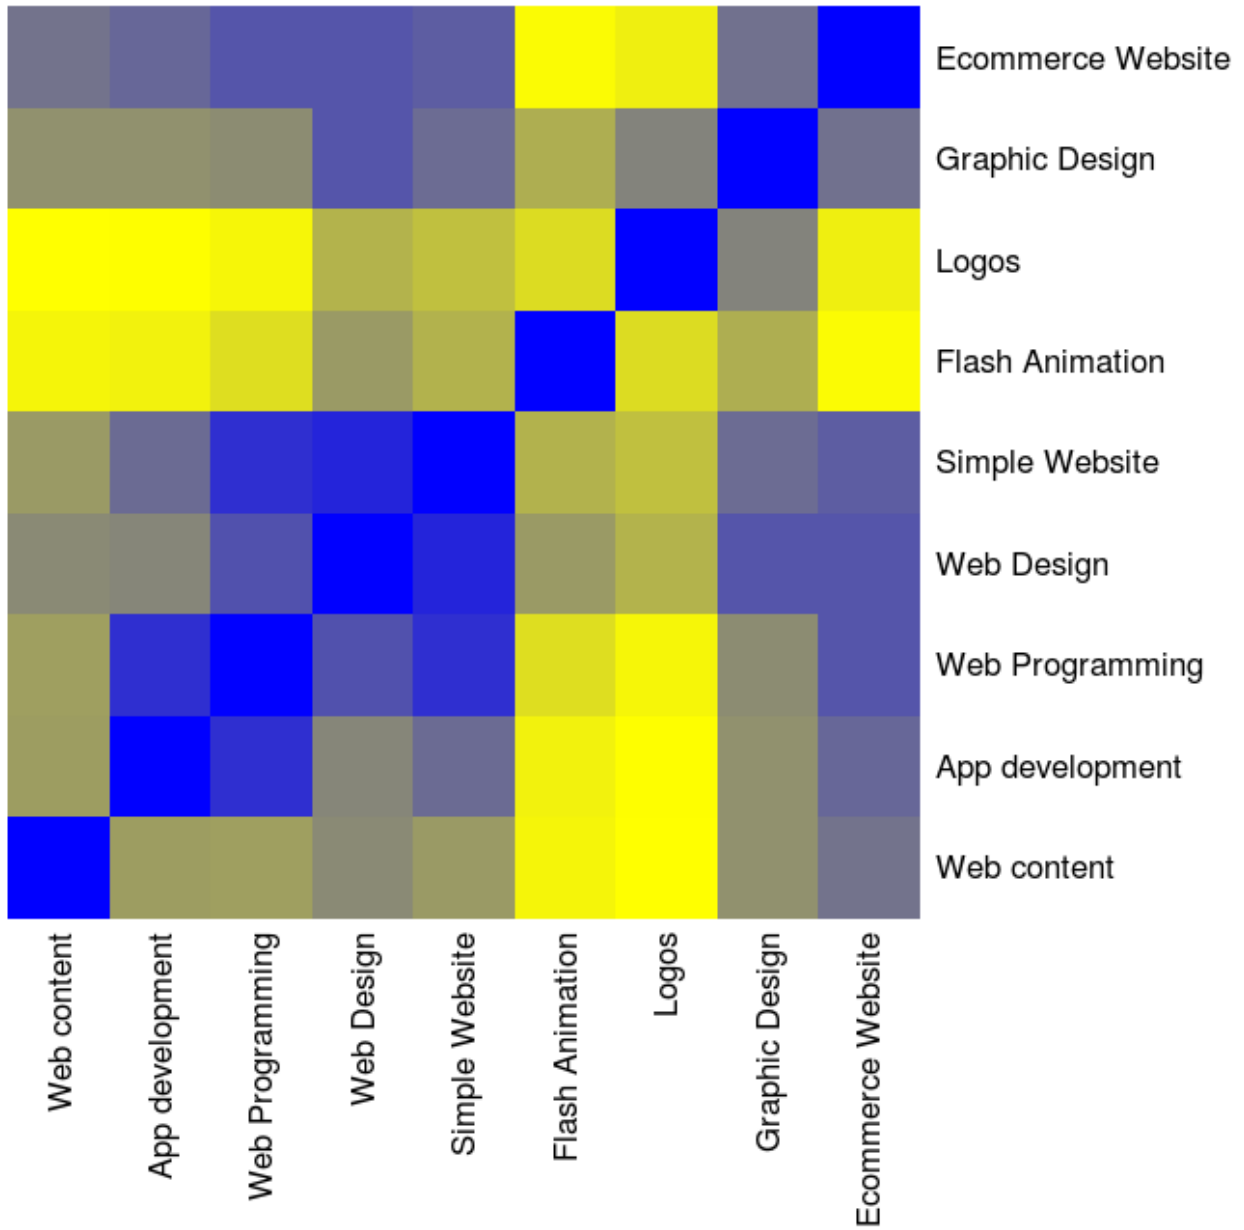 Ecommerce Website
Graphic Design
Logos
Flash Animation
Simple Website
Web Design
Web Programming
App development
Web content
Web content
App development
Web Programming
Web Design
Simple Website
Flash Animation
Logos
Graphic Design
Ecommerce Website